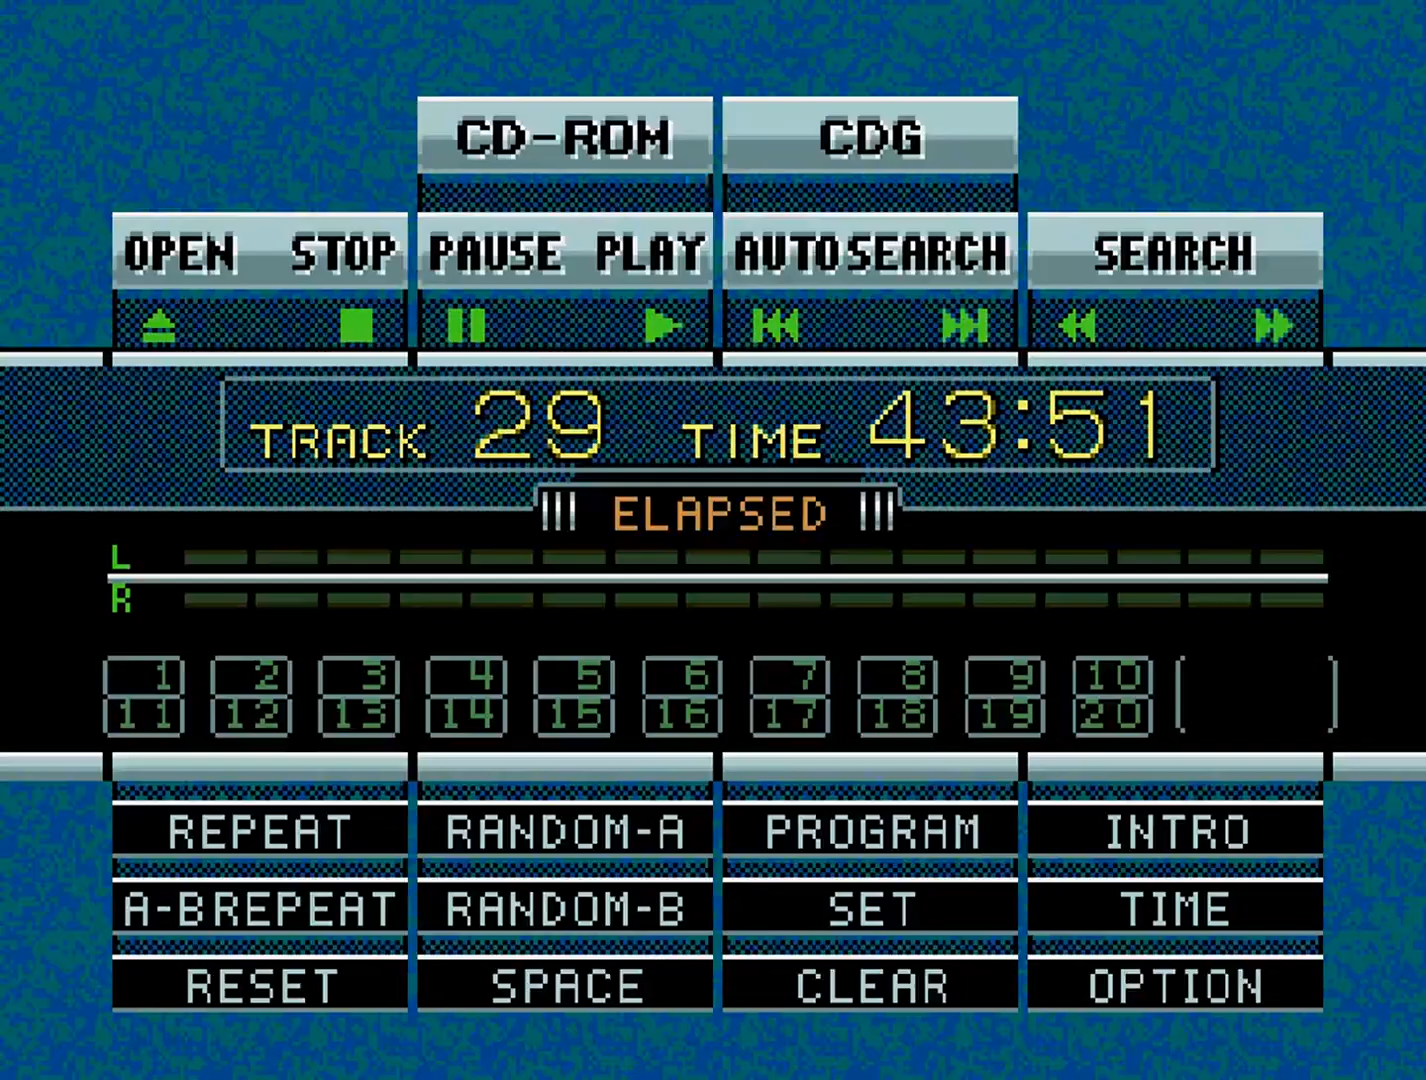 CD-ROM CDG
OPEN STOP PAUSE PLAY AUTOSEARCH SEARCH
TRACK 29 TIME 43:51
ELAPSED
L
R
1 2 3 4 5 6 7 8 9 10
11 12 13 14 15 16 17 18 19 20
REPEAT RANDOM-A PROGRAM INTRO
A-BREPEAT RANDOM-B SET TIME
RESET SPACE CLEAR OPTION